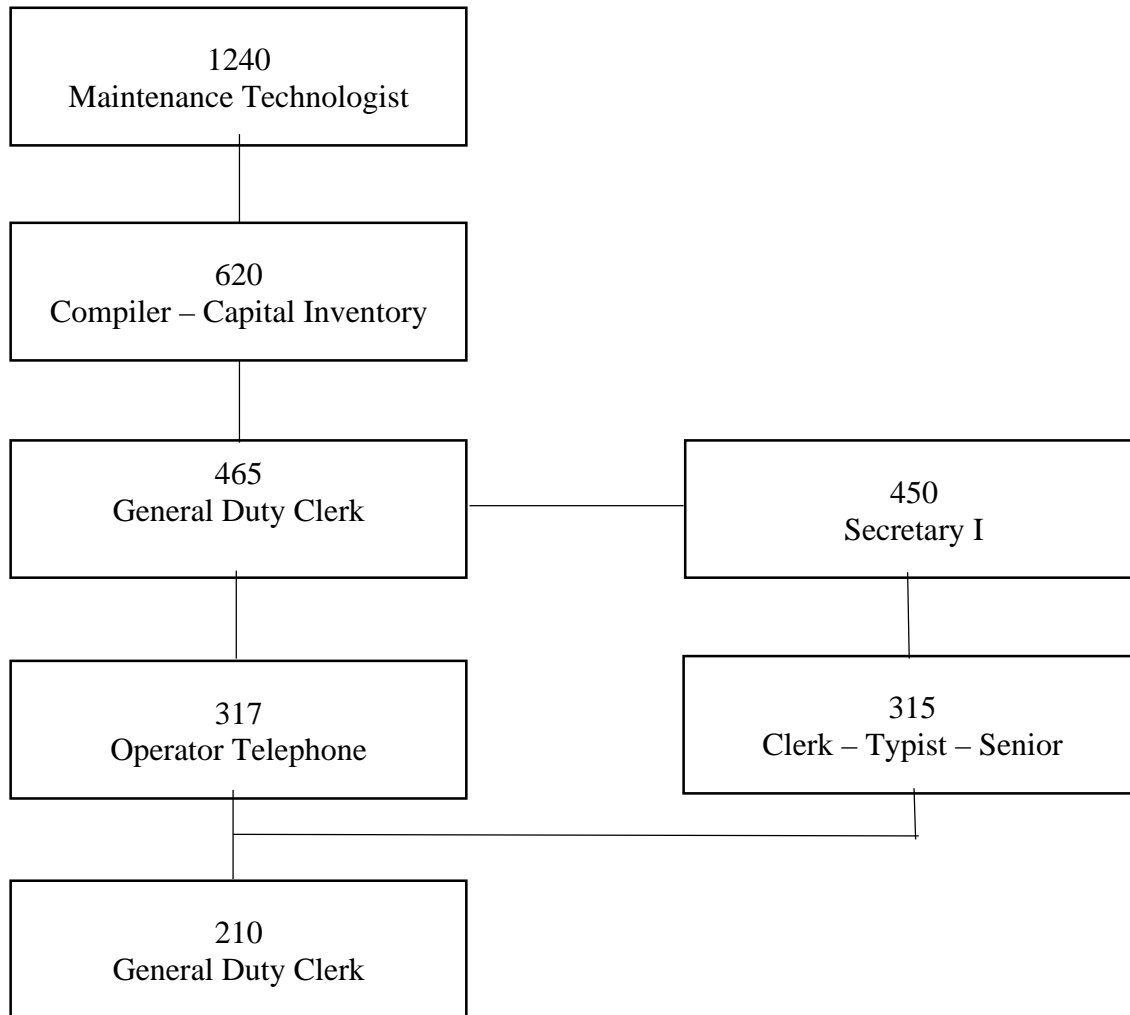 1240
Maintenance Technologist
620
Compiler – Capital Inventory
465
General Duty Clerk
450
Secretary I
317
Operator Telephone
315
Clerk – Typist – Senior
210
General Duty Clerk